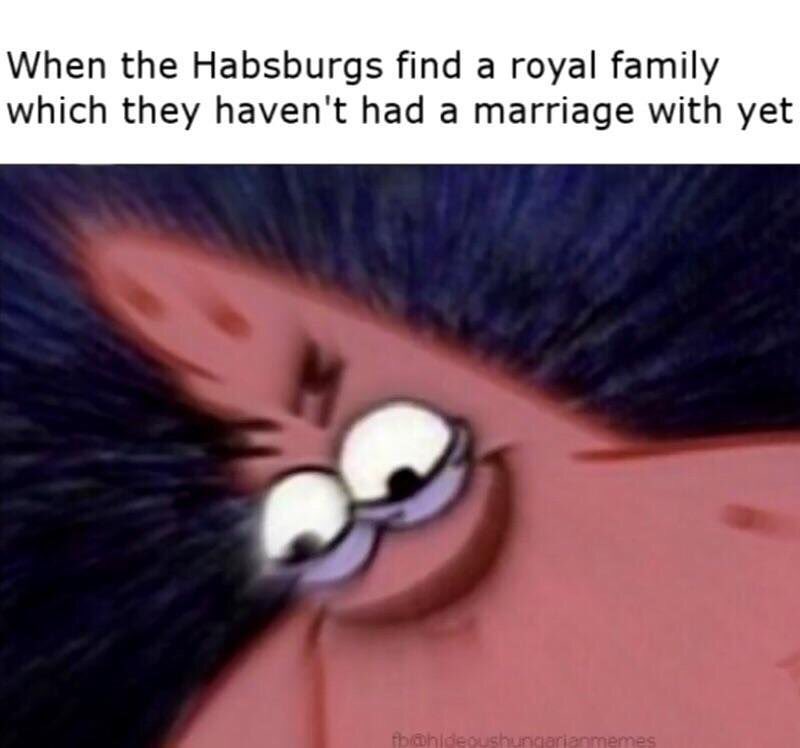 When the Habsburgs find a royal family
which they haven't had a marriage with yet
fb@hideoushungarianmemes